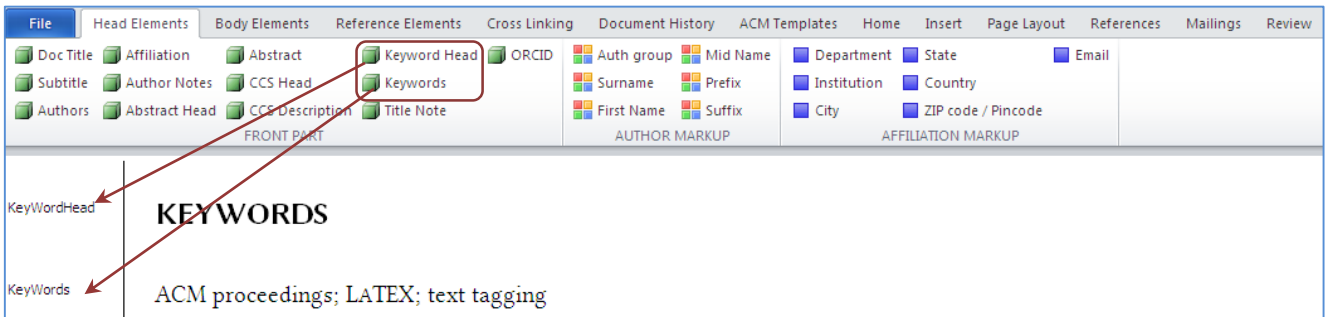 File Head Elements Body Elements Reference Elements Cross Linking Document History ACM Templates Home Insert Page Layout References Mailings Review
Doc Title Affiliation Abstract Keyword Head ORCID Auth group Mid Name Department State Email
Subtitle Author Notes CCS Head Keywords Surname Prefix Institution Country
Authors Abstract Head CCS Description Title Note First Name Suffix City ZIP code / Pincode
FRONT PART AUTHOR MARKUP AFFILIATION MARKUP
KeyWordHead KEYWORDS
KeyWords ACM proceedings; LATEX; text tagging